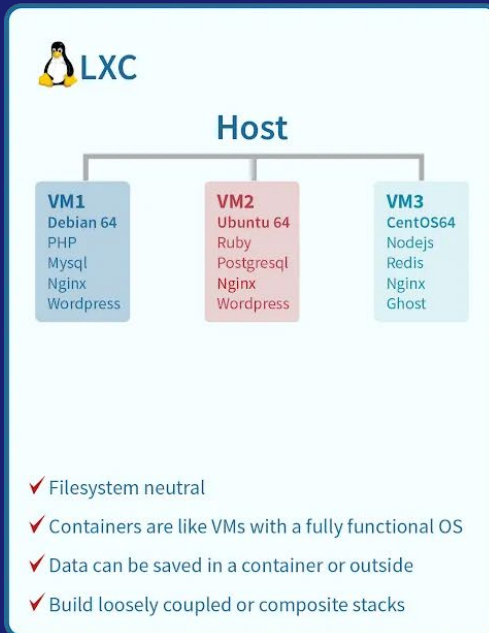 LXC
Host
VM1
Debian 64
PHP
Mysql
Nginx
Wordpress
VM2
Ubuntu 64
Ruby
Postgresql
Nginx
Wordpress
VM3
CentOS64
Nodejs
Redis
Nginx
Ghost
Filesystem neutral
Containers are like VMs with a fully functional OS
Data can be saved in a container or outside
Build loosely coupled or composite stacks